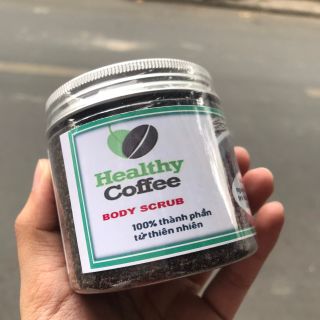 Healthy
Coffee
BODY SCRUB
100% thành phần
từ thiên nhiên